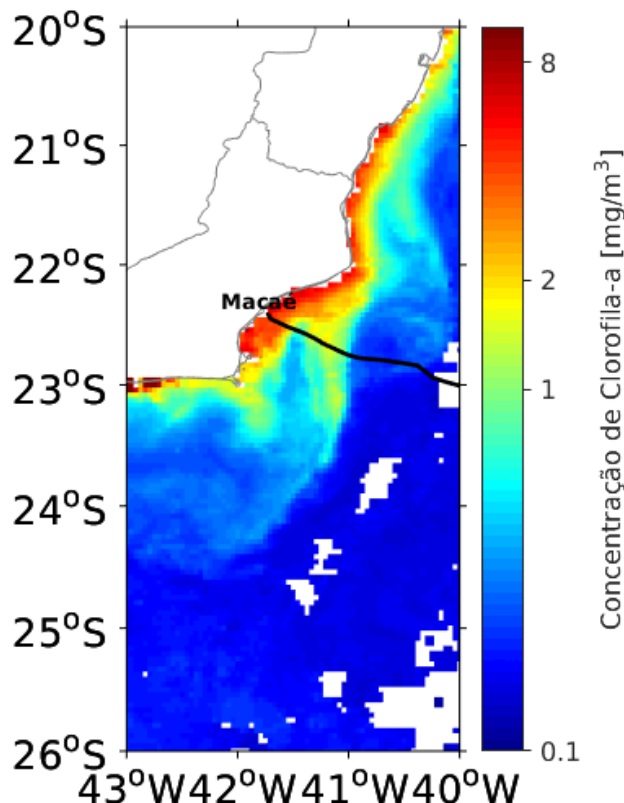 20°S
21°S
22°S
23°S
24°S
25°S
26°S
43°W 42°W 41°W 40°W
Macaé
8
2
1
0.1
Concentração de Clorofila-a [mg/m³]